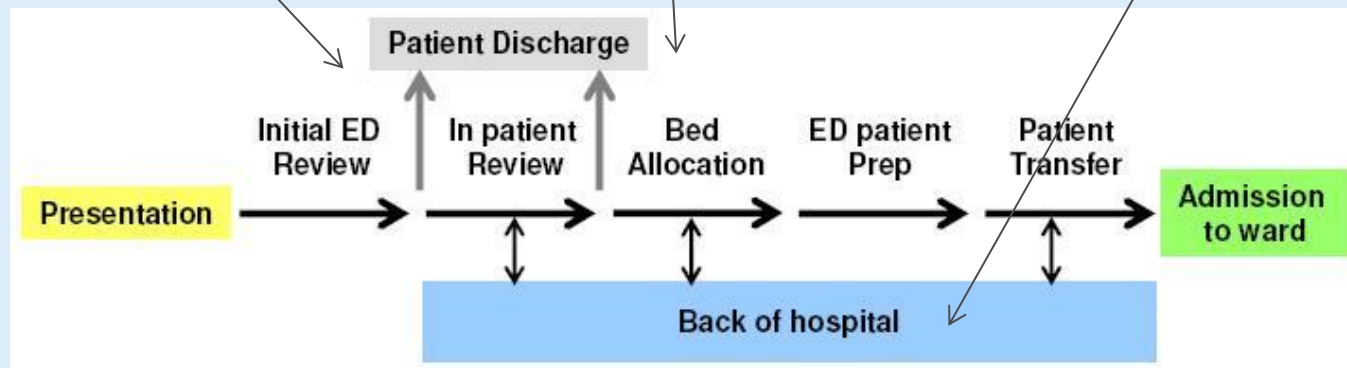 Patient Discharge
Initial ED
Review
In patient
Review
Bed
Allocation
ED patient
Prep
Patient
Transfer
Presentation
Admission
to ward
Back of hospital